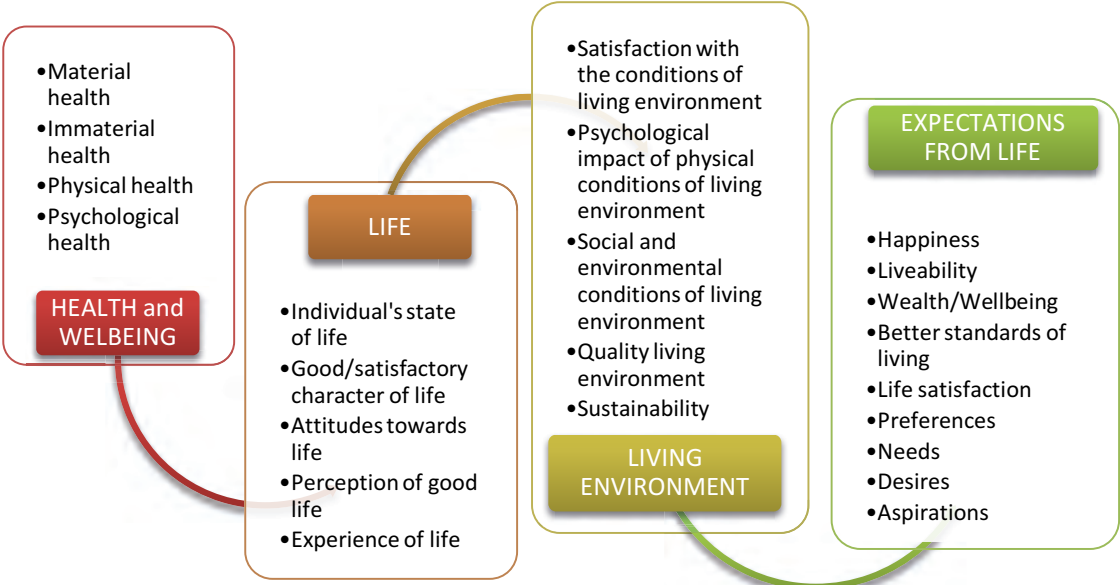 •Material
health
•Immaterial
health
•Physical health
•Psychological
health
HEALTH and
WELBEING
LIFE
•Individual's state
of life
•Good/satisfactory
character of life
•Attitudes towards
life
•Perception of good
life
•Experience of life
•Satisfaction with
the conditions of
living environment
•Psychological
impact of physical
conditions of living
environment
•Social and
environmental
conditions of living
environment
•Quality living
environment
•Sustainability
LIVING
ENVIRONMENT
EXPECTATIONS
FROM LIFE
•Happiness
•Liveability
•Wealth/Wellbeing
•Better standards of
living
•Life satisfaction
•Preferences
•Needs
•Desires
•Aspirations